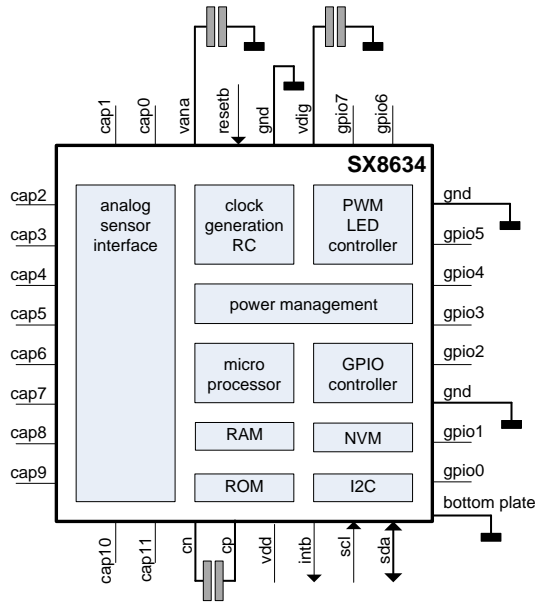 cap1
cap0
vana
resetb
gnd
vdig
gpio7
gpio6
SX8634
cap2
cap3
cap4
cap5
cap6
cap7
cap8
cap9
analog
sensor
interface
clock
generation
RC
PWM
LED
controller
power management
micro
processor
GPIO
controller
RAM
NVM
ROM
I2C
gnd
gpio5
gpio4
gpio3
gpio2
gnd
gpio1
gpio0
bottom plate
cap10
cap11
cn
cp
vdd
intb
scl
sda